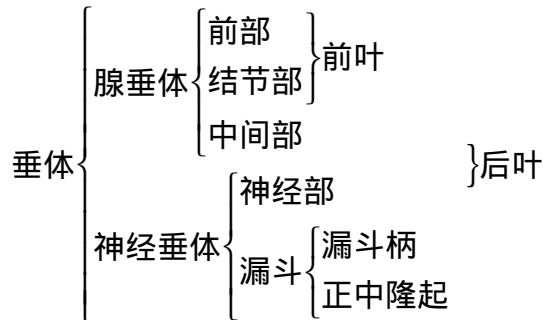 前部
前叶
腺垂体
结节部
中间部
垂体
后叶
神经部
神经垂体
漏斗
漏斗柄
正中隆起